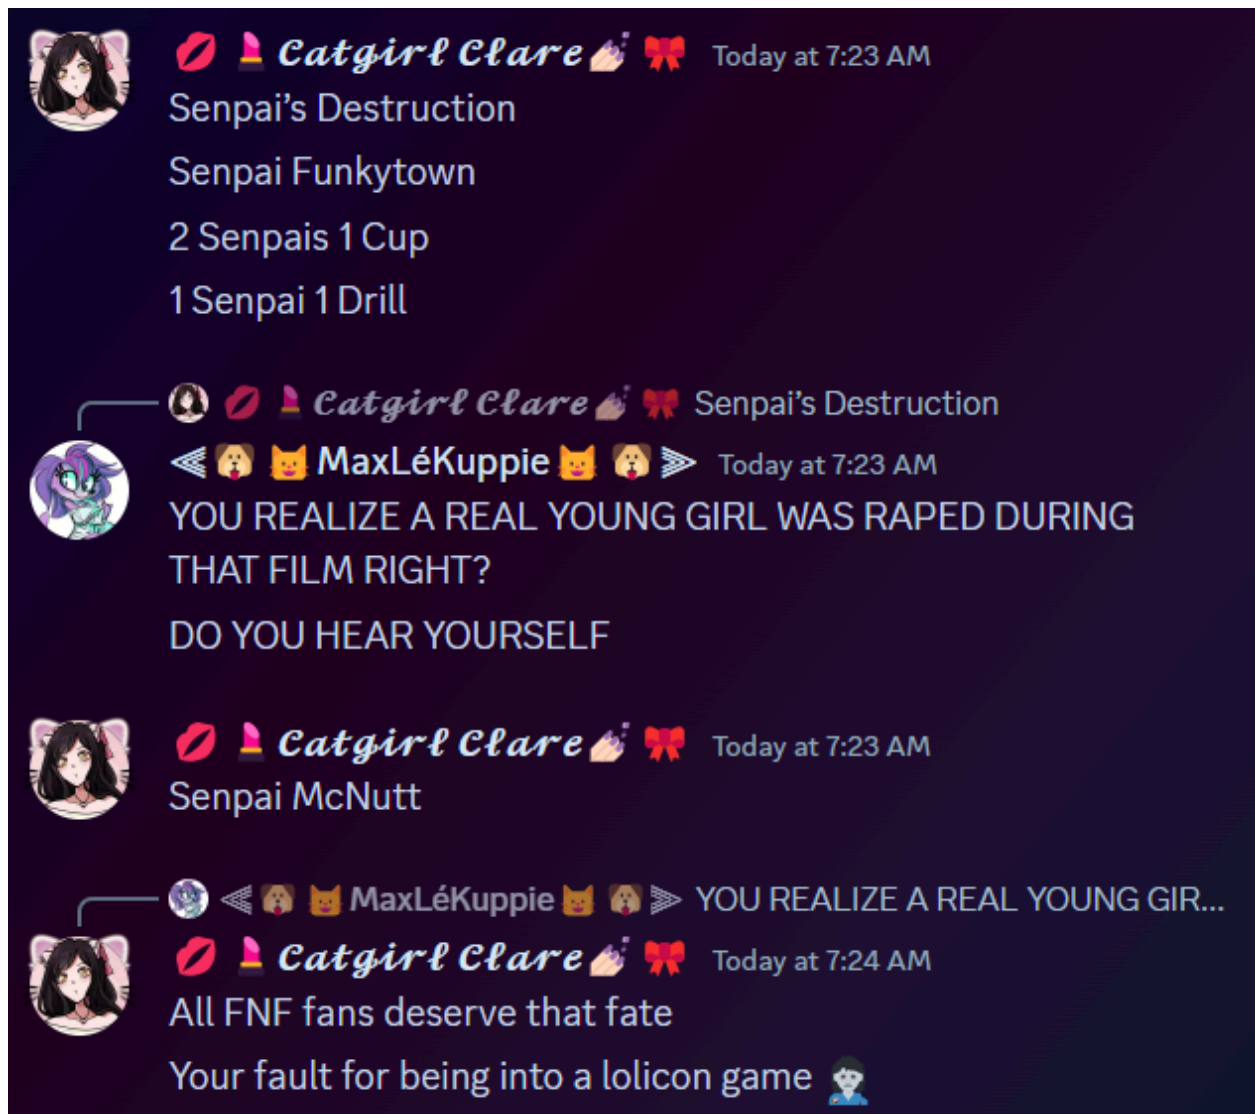 💋💄𝓒𝓪𝓽𝓰𝓲𝓻𝓵 𝓒𝓵𝓪𝓻𝓮💅🎀 Today at 7:23 AM
Senpai’s Destruction
Senpai Funkytown
2 Senpais 1 Cup
1 Senpai 1 Drill
💋💄𝓒𝓪𝓽𝓰𝓲𝓻𝓵 𝓒𝓵𝓪𝓻𝓮💅🎀 Senpai’s Destruction
⫷🐶😺MaxLéKuppie😺🐶⫸ Today at 7:23 AM
YOU REALIZE A REAL YOUNG GIRL WAS RAPED DURING
THAT FILM RIGHT?
DO YOU HEAR YOURSELF
💋💄𝓒𝓪𝓽𝓰𝓲𝓻𝓵 𝓒𝓵𝓪𝓻𝓮💅🎀 Today at 7:23 AM
Senpai McNutt
⫷🐶😺MaxLéKuppie😺🐶⫸ YOU REALIZE A REAL YOUNG GIR...
💋💄𝓒𝓪𝓽𝓰𝓲𝓻𝓵 𝓒𝓵𝓪𝓻𝓮💅🎀 Today at 7:24 AM
All FNF fans deserve that fate
Your fault for being into a lolicon game